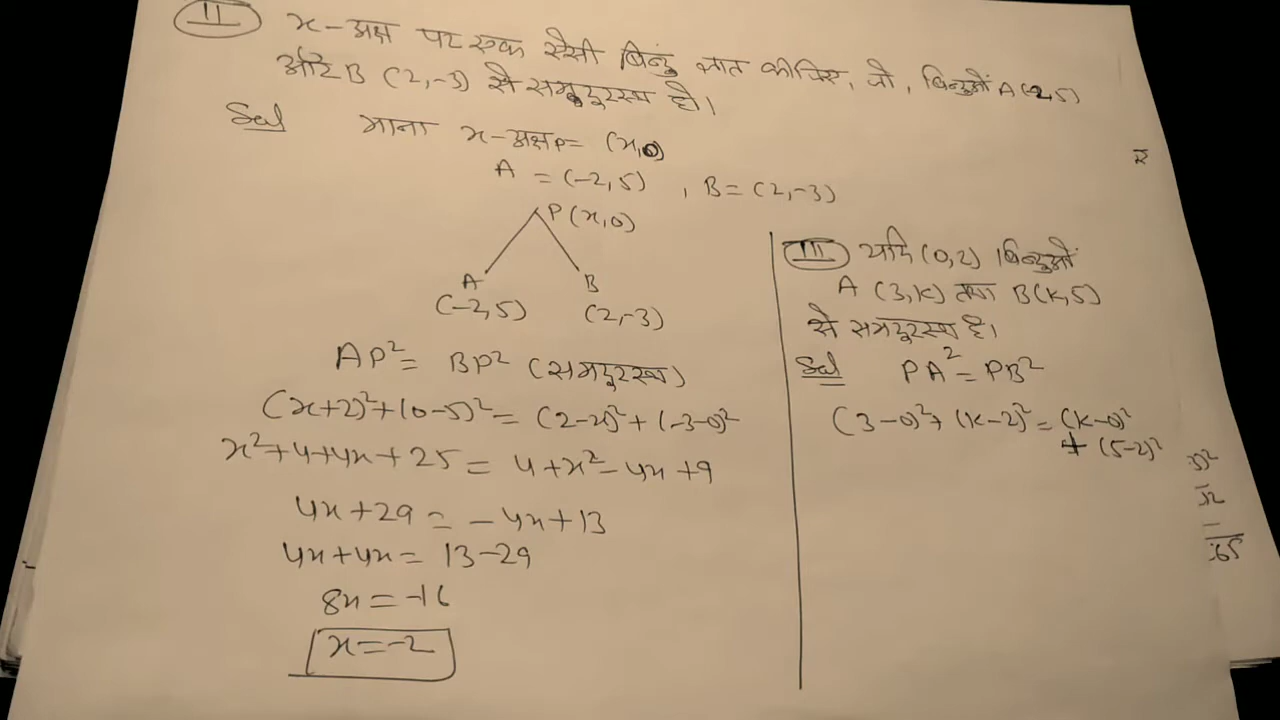 II x-अक्ष पर एक ऐसी बिन्दु ज्ञात कीजिए, जो, बिन्दुओं A(-2,5)
और B (2,-3) से समदूरस्थ हो।
Sol माना x-अक्ष P= (x,0)
A = (-2,5) , B = (2,-3)
P(x,0)
A B
(-2,5) (2,-3)
AP²= BP² (समदूरस्थ)
(x+2)²+(0-5)²= (2-x)²+(-3-0)²
x²+4+4x+25 = 4+x²-4x+9
4x+29 = -4x+13
4x+4x= 13-29
8x=-16
x=-2
III यदि (0,2) बिन्दुओं
A (3,K) तथा B(K,5)
से समदूरस्थ है।
Sol PA²=PB²
(3-0)²+(K-2)²=(K-0)²
+(5-2)²